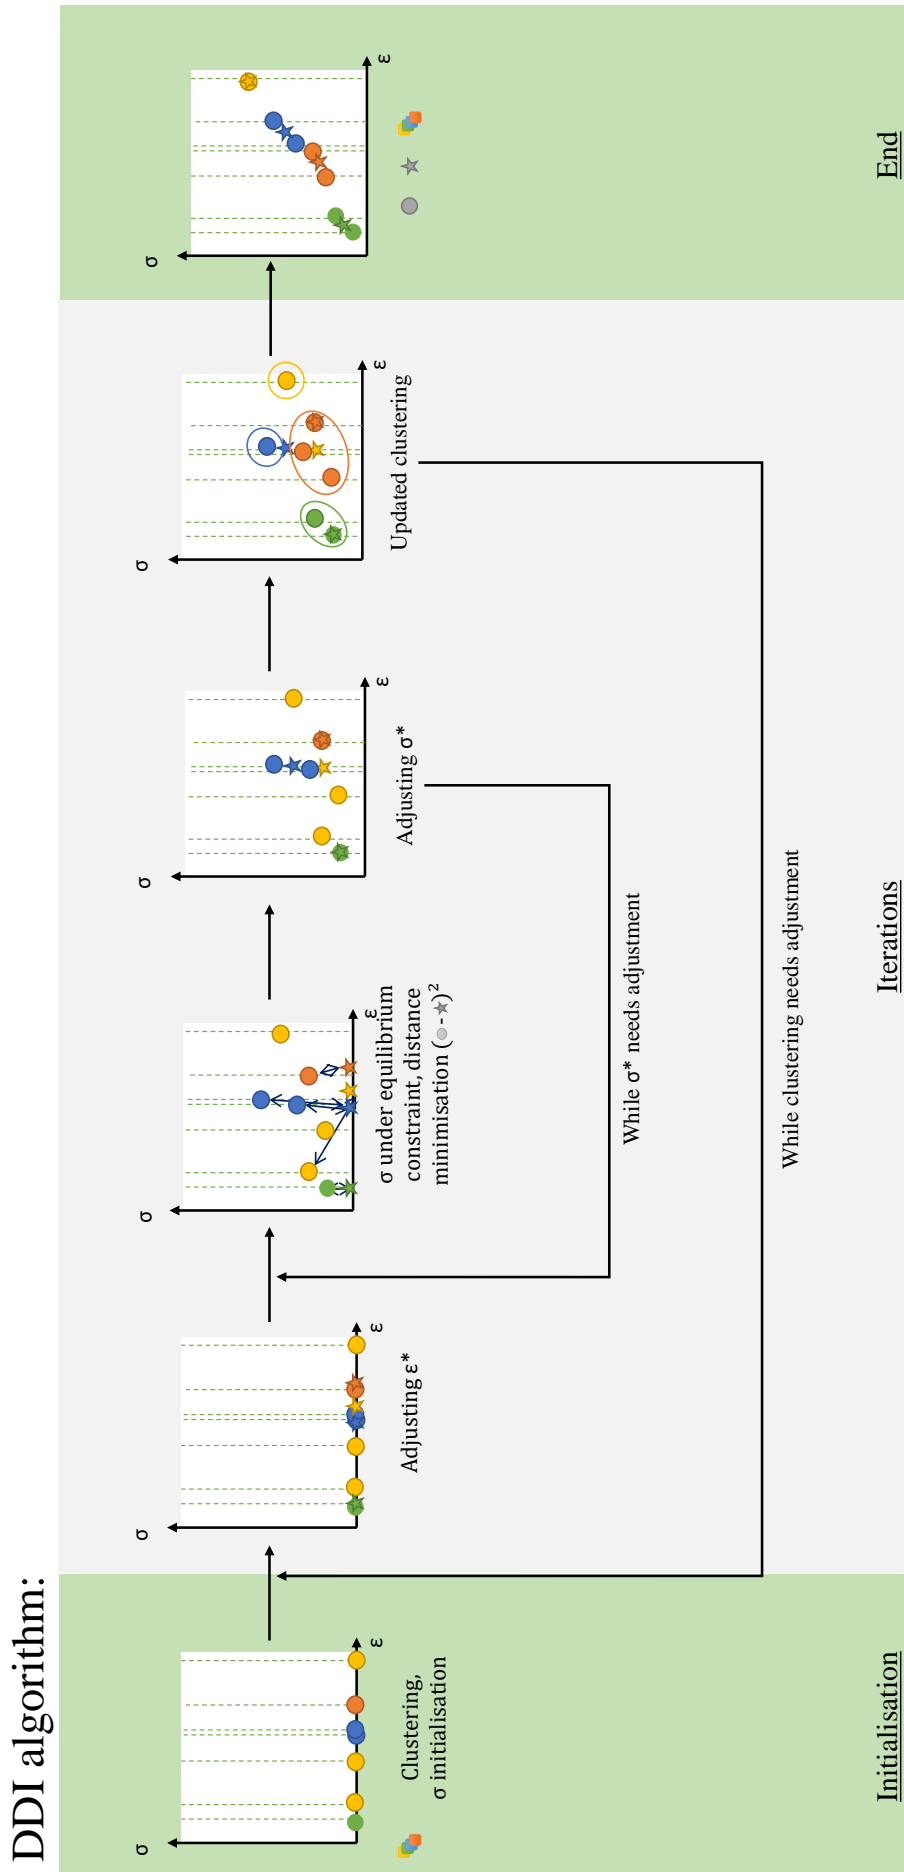 DDI algorithm:
σ
ε
Clustering,
σ initialisation
Initialisation
σ
ε
Adjusting ε*
σ
ε
σ under equilibrium
constraint, distance
minimisation ( - )²
σ
ε
Adjusting σ*
While σ* needs adjustment
σ
ε
Updated clustering
While clustering needs adjustment
Iterations
σ
ε
End